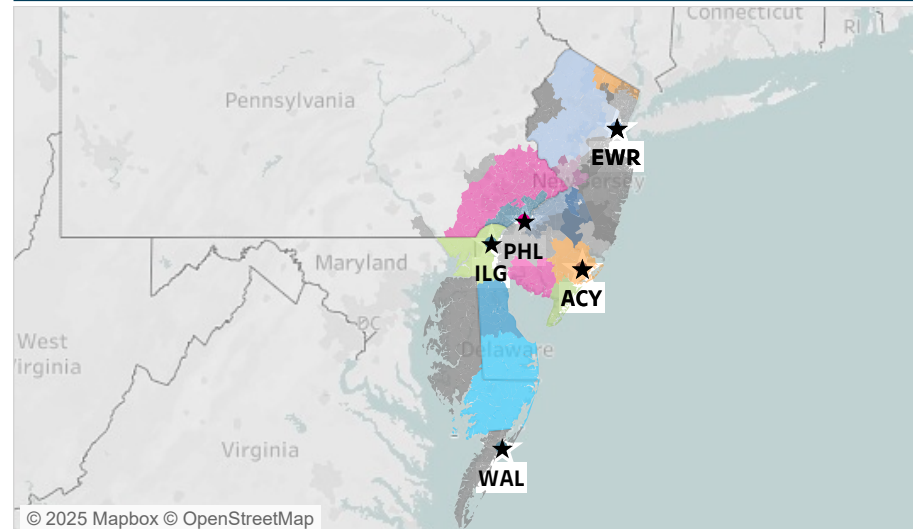 Connecticut
RI
Pennsylvania
EWR
New Jersey
PHL
Maryland
ILG
ACY
DC
West
Virginia
Delaware
Virginia
WAL
© 2025 Mapbox © OpenStreetMap